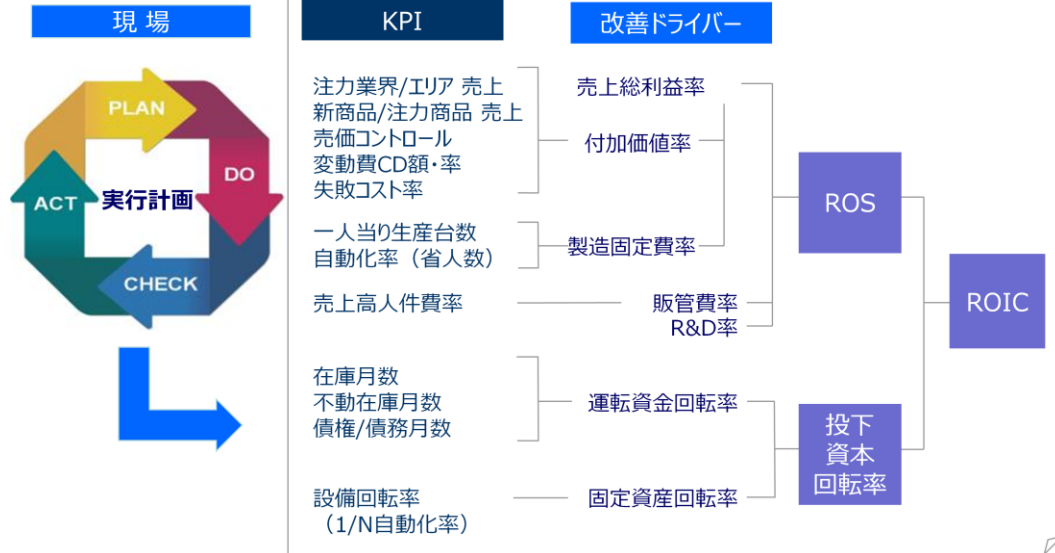 現場
KPI
改善ドライバー
PLAN
DO
CHECK
ACT
実行計画
注力業界/エリア 売上
新商品/注力商品 売上
売価コントロール
変動費CD額・率
失敗コスト率
一人当り生産台数
自動化率（省人数）
売上高人件費率
在庫月数
不動在庫月数
債権/債務月数
設備回転率
（1/N自動化率）
売上総利益率
付加価値率
製造固定費率
販管費率
R&D率
運転資金回転率
固定資産回転率
ROS
投下
資本
回転率
ROIC